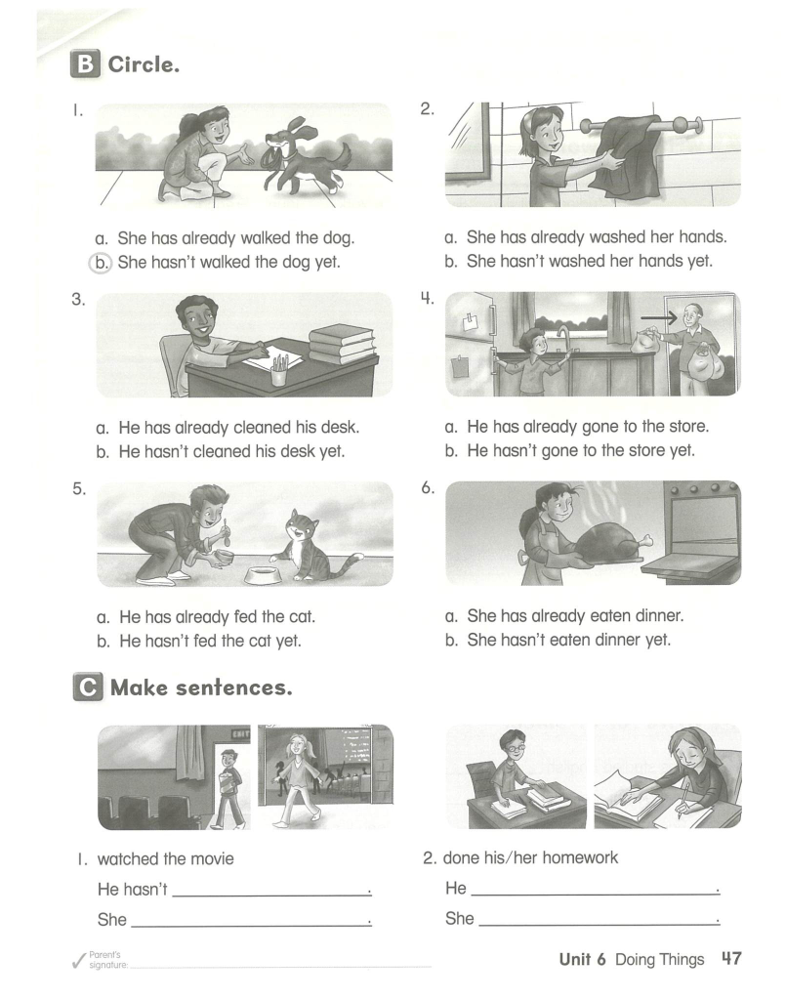 B Circle.
1.
2.
a. She has already walked the dog.
b. She hasn't walked the dog yet.
a. She has already washed her hands.
b. She hasn't washed her hands yet.
3.
4.
a. He has already cleaned his desk.
b. He hasn't cleaned his desk yet.
a. He has already gone to the store.
b. He hasn't gone to the store yet.
5.
6.
a. He has already fed the cat.
b. He hasn't fed the cat yet.
a. She has already eaten dinner.
b. She hasn't eaten dinner yet.
C Make sentences.
1. watched the movie
He hasn't ____________________.
She ____________________.
2. done his/her homework
He ____________________.
She ____________________.
Parent's
signature:
Unit 6 Doing Things 47